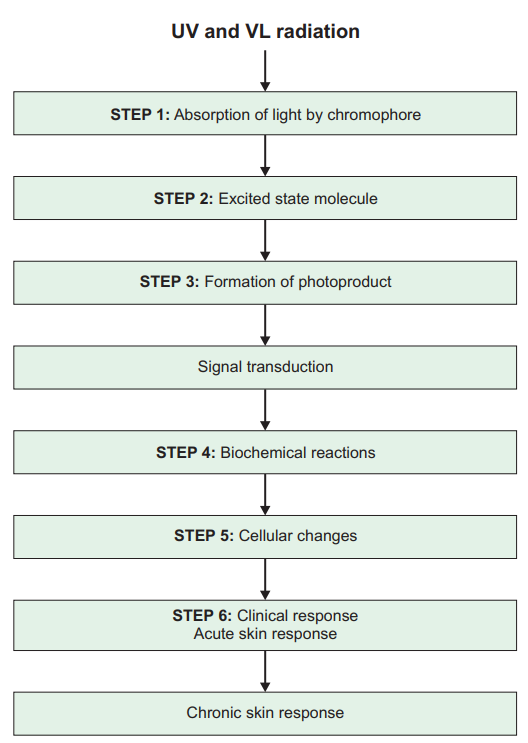 UV and VL radiation
STEP 1: Absorption of light by chromophore
STEP 2: Excited state molecule
STEP 3: Formation of photoproduct
Signal transduction
STEP 4: Biochemical reactions
STEP 5: Cellular changes
STEP 6: Clinical response
Acute skin response
Chronic skin response